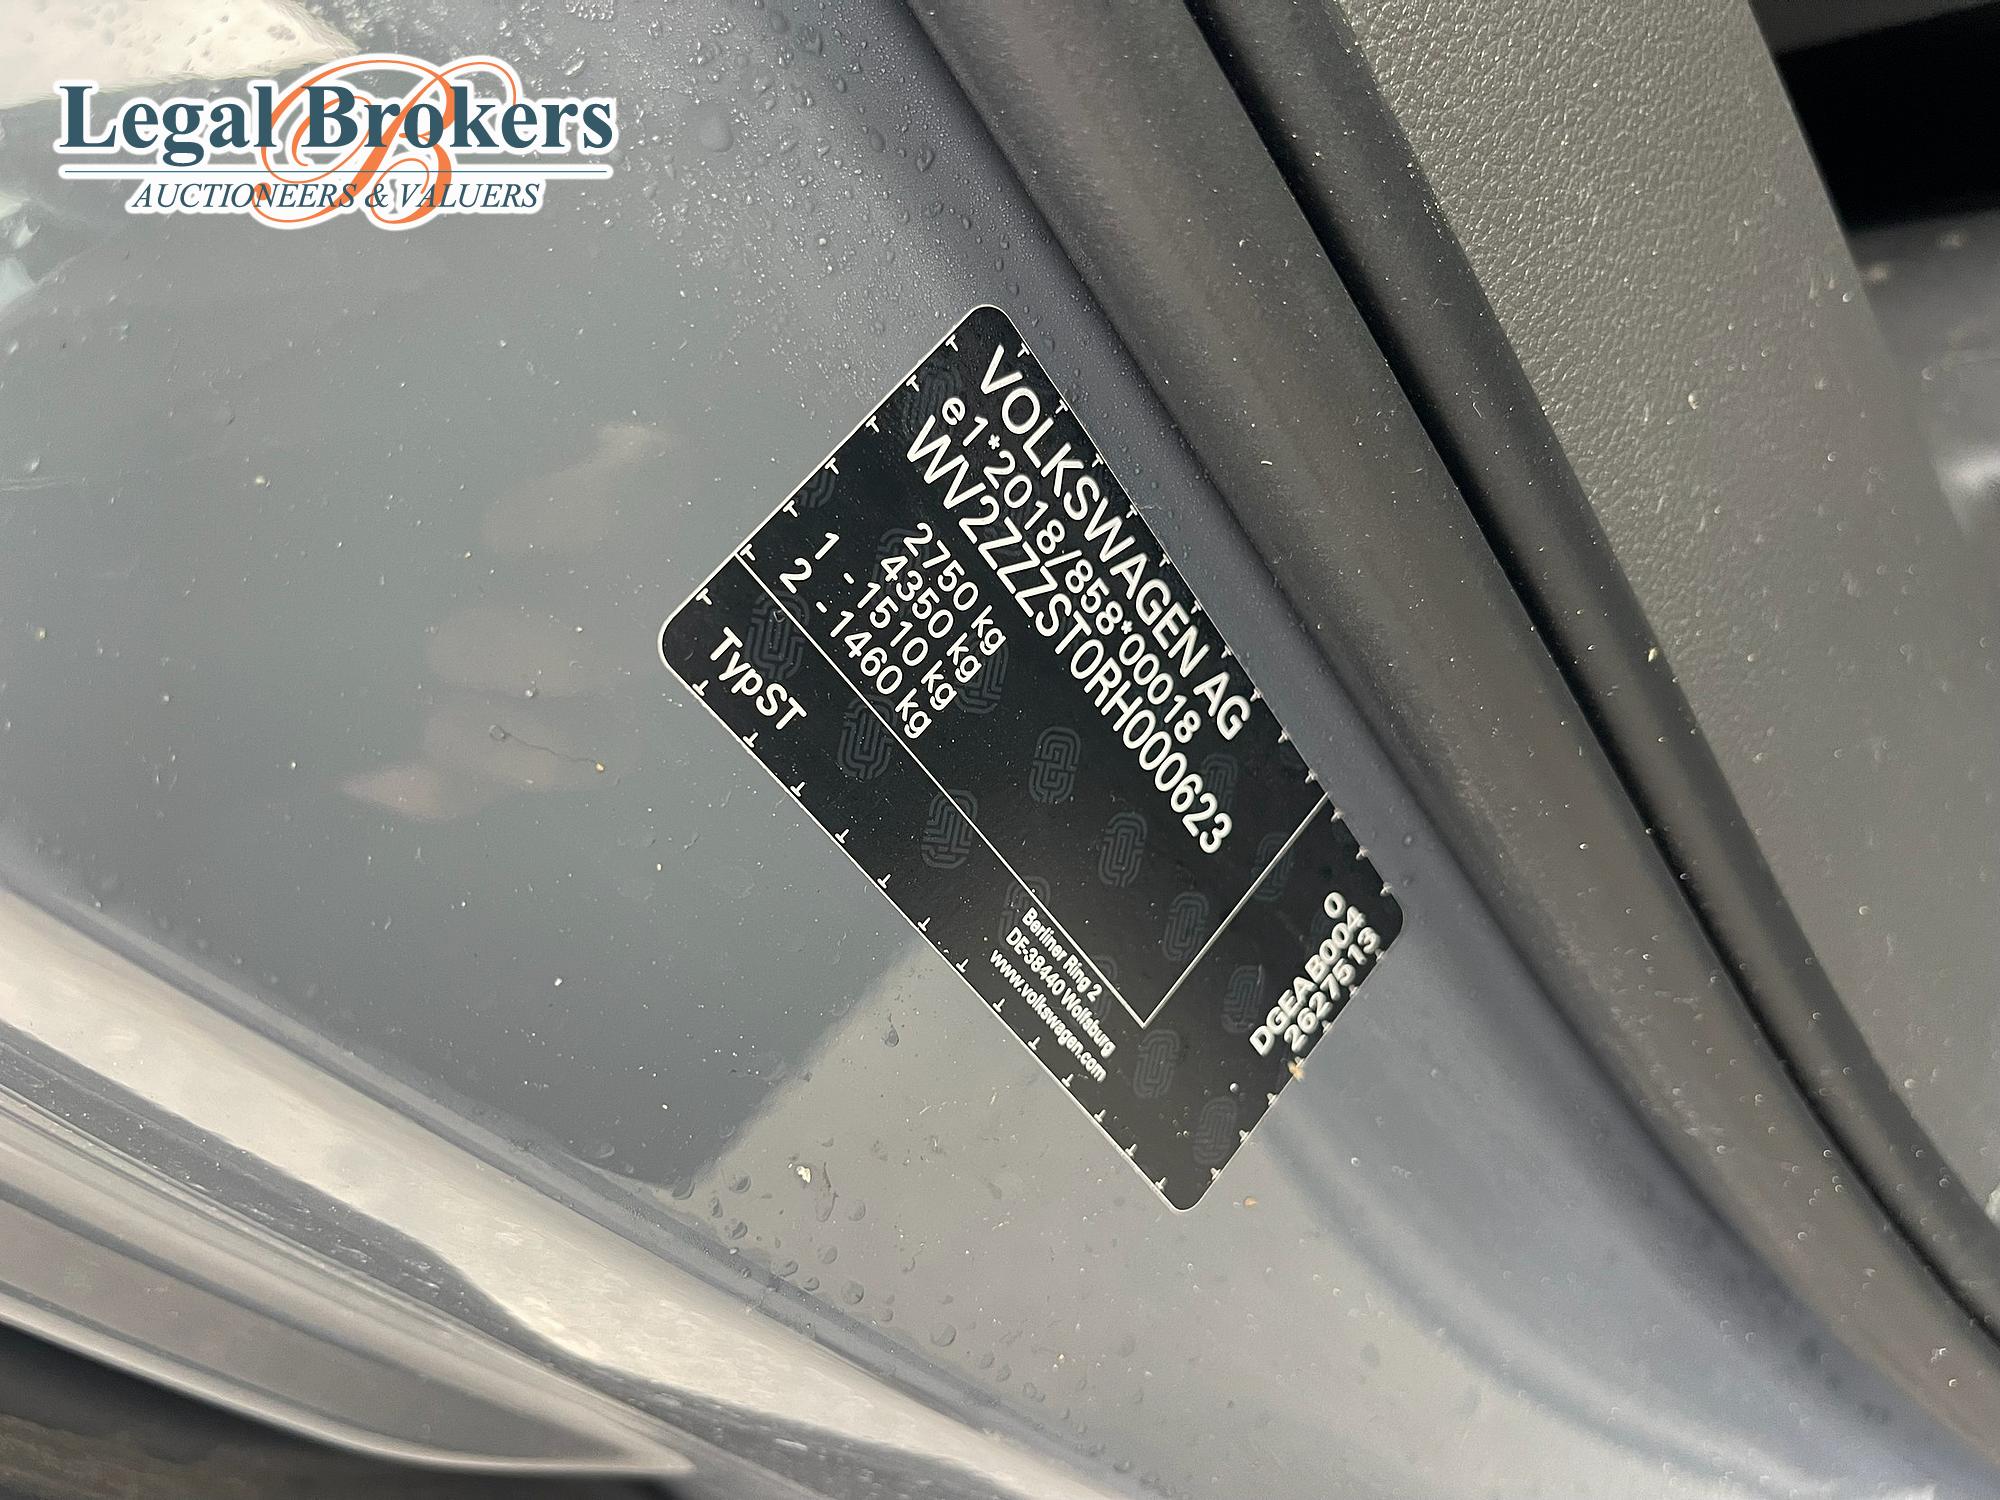 Legal Brokers
AUCTIONEERS & VALUERS
VOLKSWAGEN AG
e1*2018/858*00018
WV2ZZZST0RH000623
2750 kg
4350 kg
1 - 1510 kg
2 - 1460 kg
TypST
Berliner Ring 2
DE-38440 Wolfsburg
www.volkswagen.com
0
DGEAB004
2627513